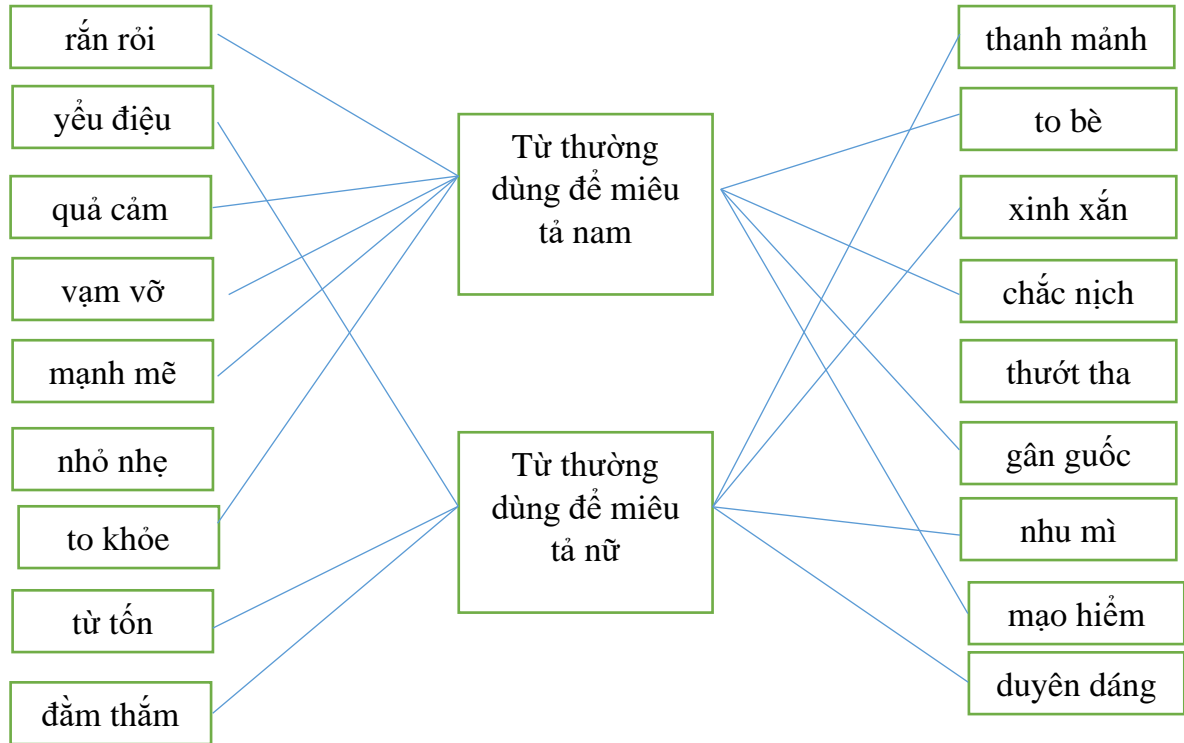 rắn rỏi
yểu điệu
quả cảm
vạm vỡ
mạnh mẽ
nhỏ nhẹ
to khỏe
từ tốn
đằm thắm
Từ thường
dùng để miêu
tả nam
Từ thường
dùng để miêu
tả nữ
thanh mảnh
to bè
xinh xắn
chắc nịch
thướt tha
gân guốc
nhu mì
mạo hiểm
duyên dáng